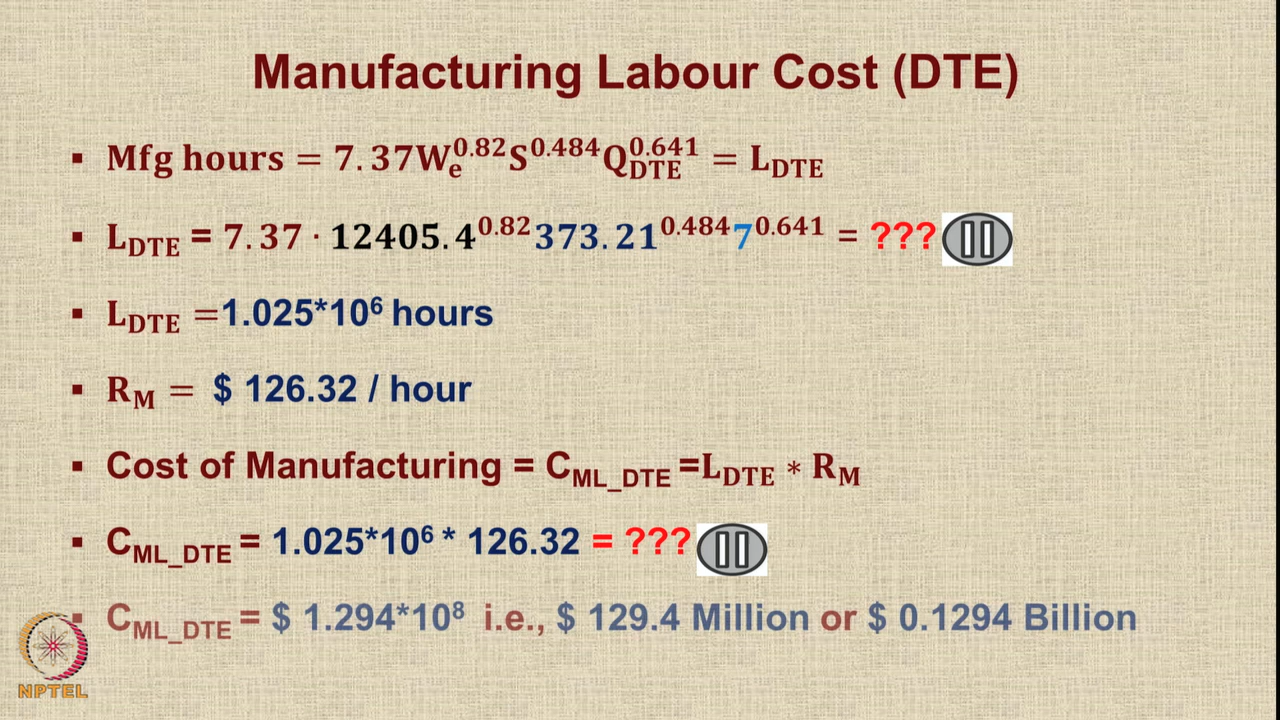 Manufacturing Labour Cost (DTE)
▪ Mfg hours = 7.37W_e^0.82 S^0.484 Q_DTE^0.641 = L_DTE
▪ L_DTE = 7.37 · 12405.4^0.82 373.21^0.484 7^0.641 = ???
▪ L_DTE =1.025*10^6 hours
▪ R_M = $ 126.32 / hour
▪ Cost of Manufacturing = C_ML_DTE =L_DTE * R_M
▪ C_ML_DTE = 1.025*10^6 * 126.32 = ???
▪ C_ML_DTE = $ 1.294*10^8 i.e., $ 129.4 Million or $ 0.1294 Billion
NPTEL